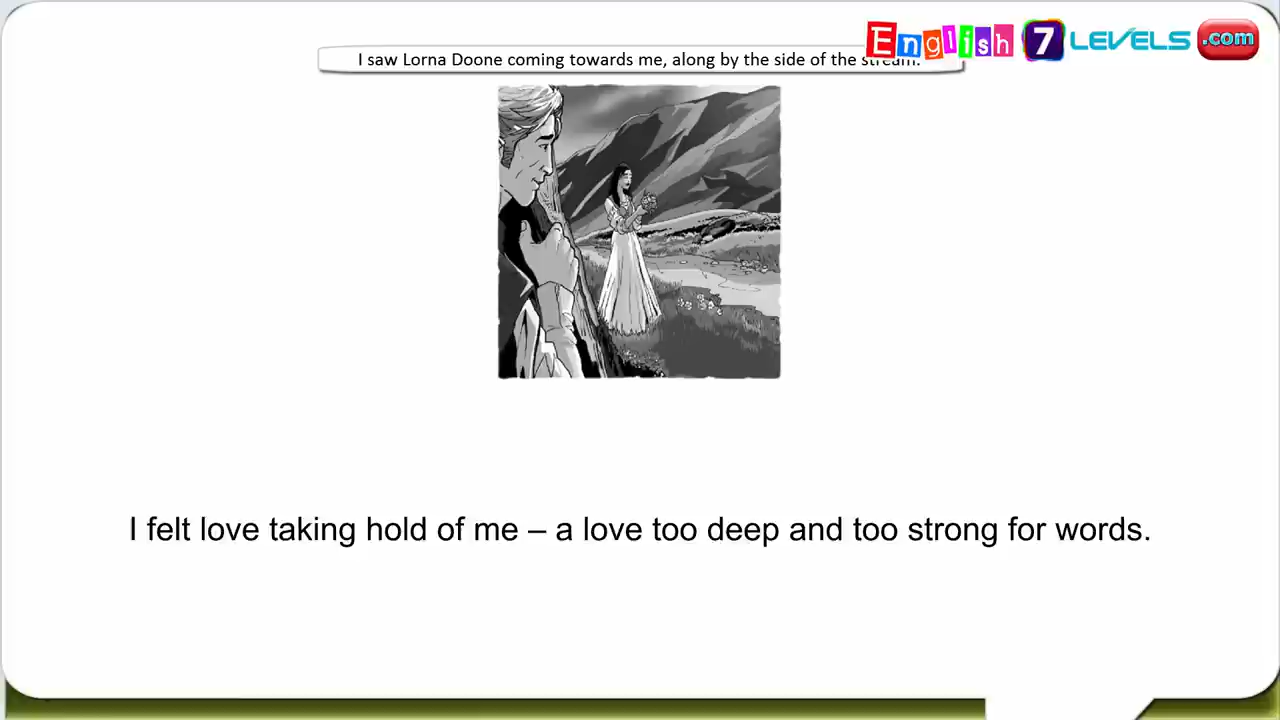 English 7 LEVELS .com
I saw Lorna Doone coming towards me, along by the side of the stream.
I felt love taking hold of me – a love too deep and too strong for words.